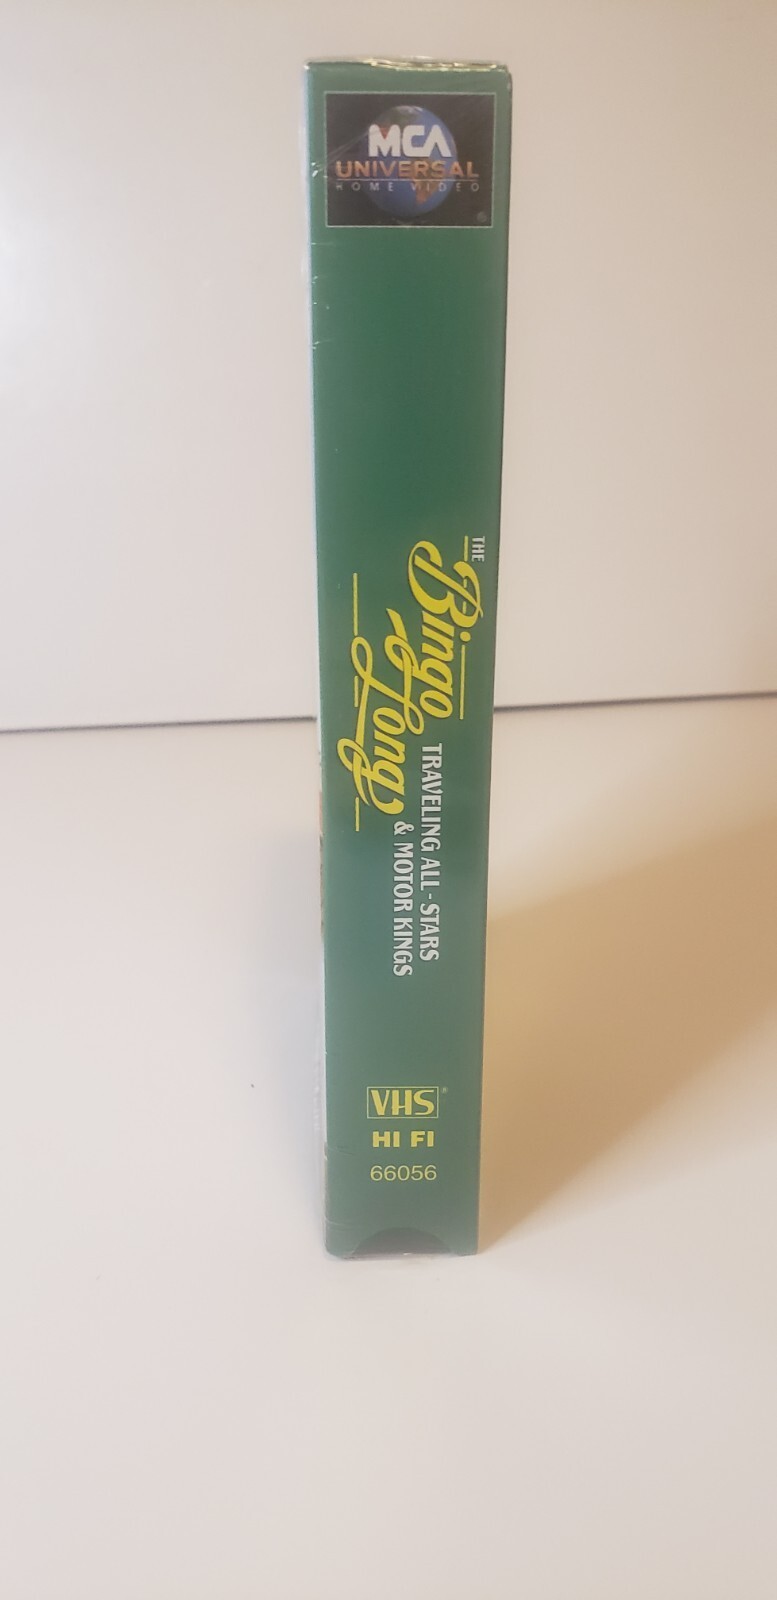 MCA
UNIVERSAL
HOME VIDEO
®
THE
Bingo
Long
TRAVELING ALL-STARS
& MOTOR KINGS
VHS®
HI FI
66056